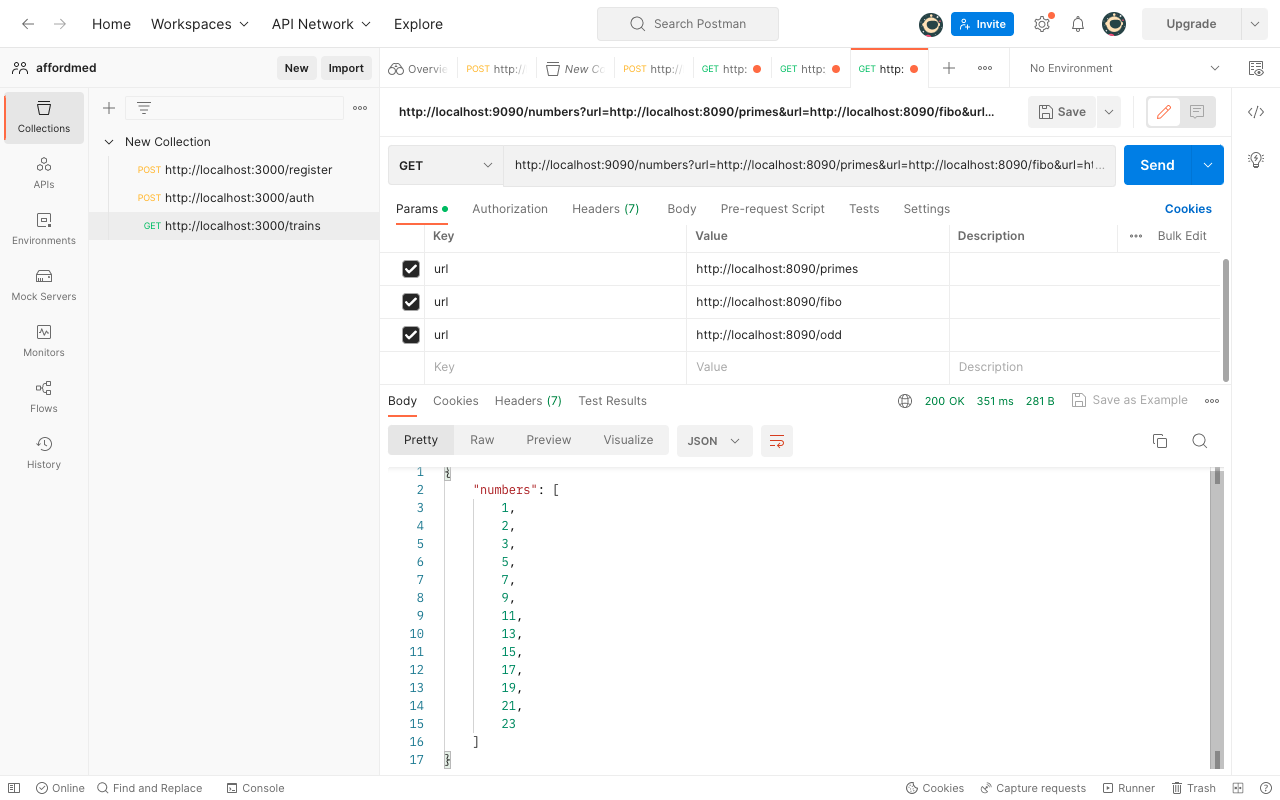 Home Workspaces API Network Explore Search Postman Invite Upgrade
affordmed New Import Overvie POST http:/ New Co POST http:// GET http: GET http: GET http: No Environment
http://localhost:9090/numbers?url=http://localhost:8090/primes&url=http://localhost:8090/fibo&url... Save
Collections
APIs
Environments
Mock Servers
Monitors
Flows
History
New Collection
POST http://localhost:3000/register
POST http://localhost:3000/auth
GET http://localhost:3000/trains
GET http://localhost:9090/numbers?url=http://localhost:8090/primes&url=http://localhost:8090/fibo&url=ht... Send
Params Authorization Headers (7) Body Pre-request Script Tests Settings Cookies
Key Value Description Bulk Edit
url http://localhost:8090/primes
url http://localhost:8090/fibo
url http://localhost:8090/odd
Key Value Description
Body Cookies Headers (7) Test Results 200 OK 351 ms 281 B Save as Example
Pretty Raw Preview Visualize JSON
1 {
2 "numbers": [
3 1,
4 2,
5 3,
6 5,
7 7,
8 9,
9 11,
10 13,
11 15,
12 17,
13 19,
14 21,
15 23
16 ]
17 }
Online Find and Replace Console Cookies Capture requests Runner Trash